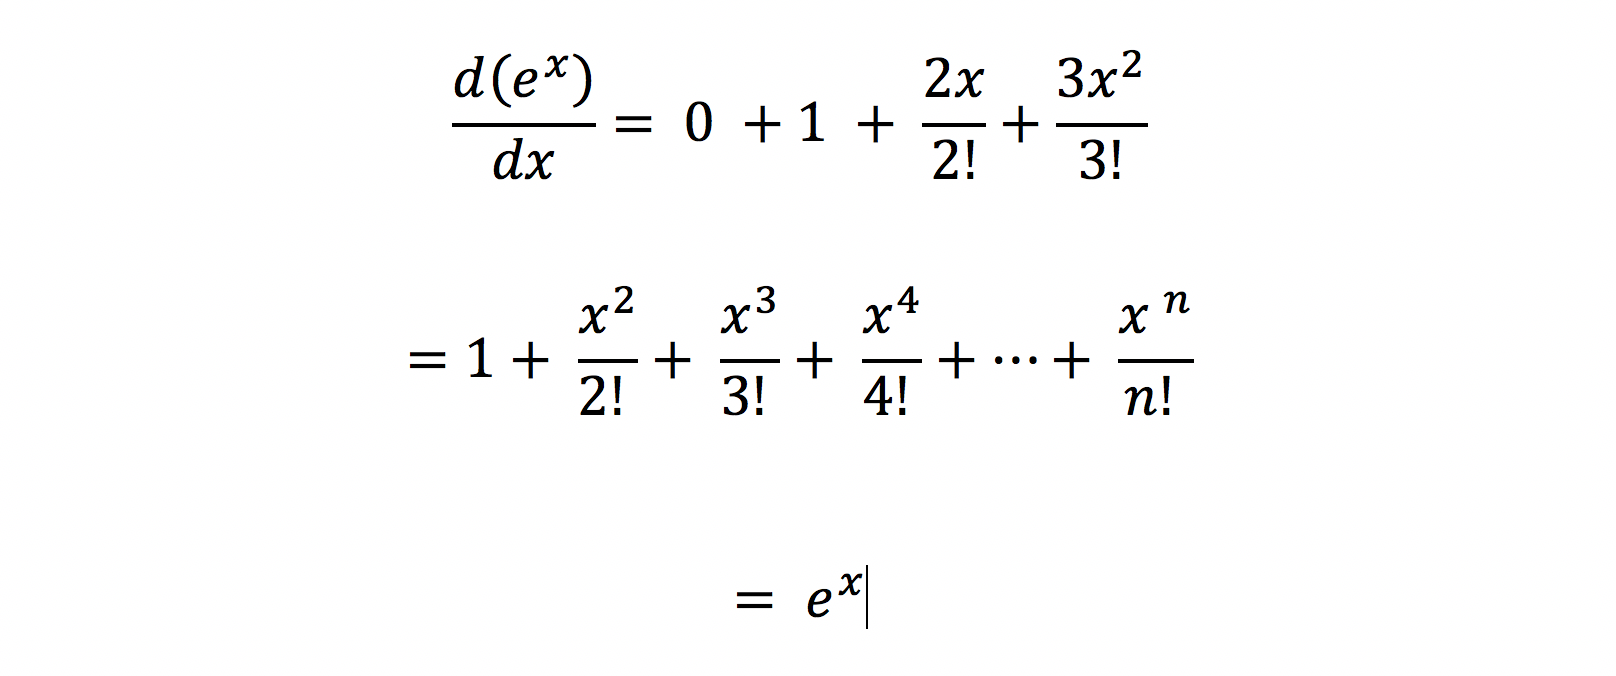 d(e^x)/dx = 0 + 1 + 2x/2! + 3x^2/3!
= 1 + x^2/2! + x^3/3! + x^4/4! + ⋯ + x^n/n!
= e^x